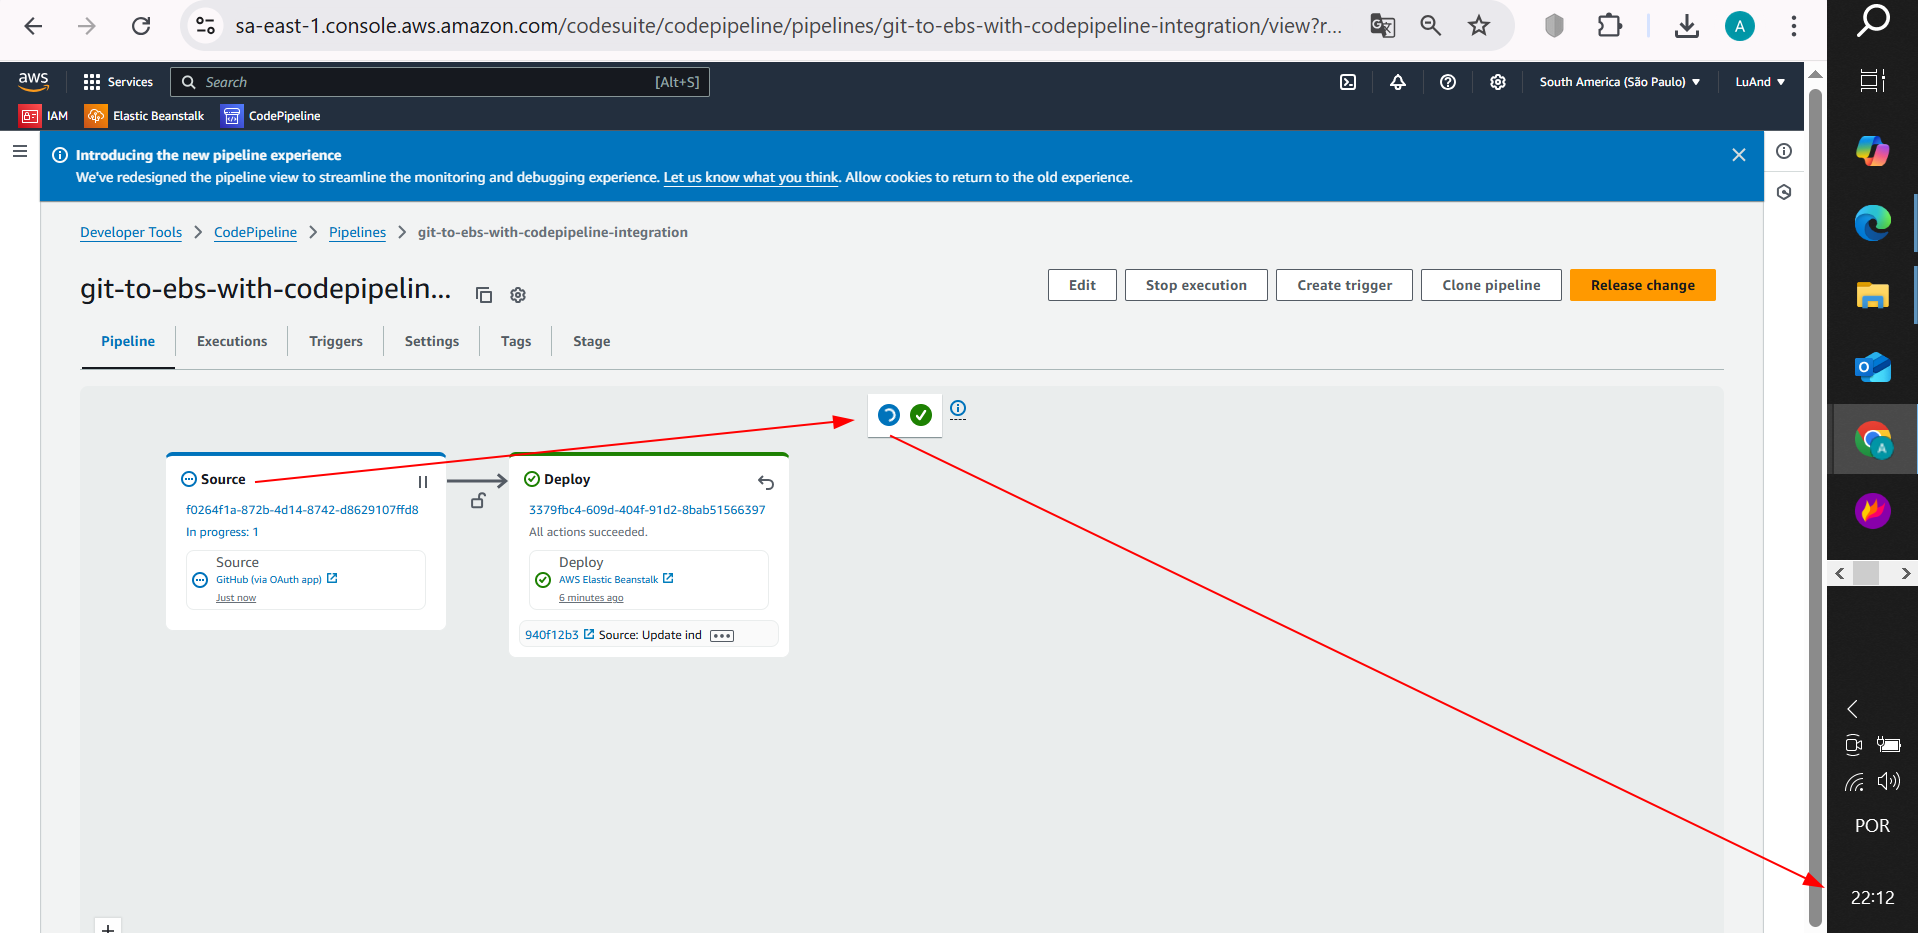 sa-east-1.console.aws.amazon.com/codesuite/codepipeline/pipelines/git-to-ebs-with-codepipeline-integration/view?r...
A
aws
Services
Search
[Alt+S]
South America (São Paulo)
LuAnd
IAM
Elastic Beanstalk
CodePipeline
Introducing the new pipeline experience
We've redesigned the pipeline view to streamline the monitoring and debugging experience. Let us know what you think. Allow cookies to return to the old experience.
Developer Tools > CodePipeline > Pipelines > git-to-ebs-with-codepipeline-integration
git-to-ebs-with-codepipelin...
Edit
Stop execution
Create trigger
Clone pipeline
Release change
Pipeline
Executions
Triggers
Settings
Tags
Stage
Source
f0264f1a-872b-4d14-8742-d8629107ffd8
In progress: 1
Source
GitHub (via OAuth app)
Just now
Deploy
3379fbc4-609d-404f-91d2-8bab51566397
All actions succeeded.
Deploy
AWS Elastic Beanstalk
6 minutes ago
940f12b3 Source: Update ind
A
POR
22:12